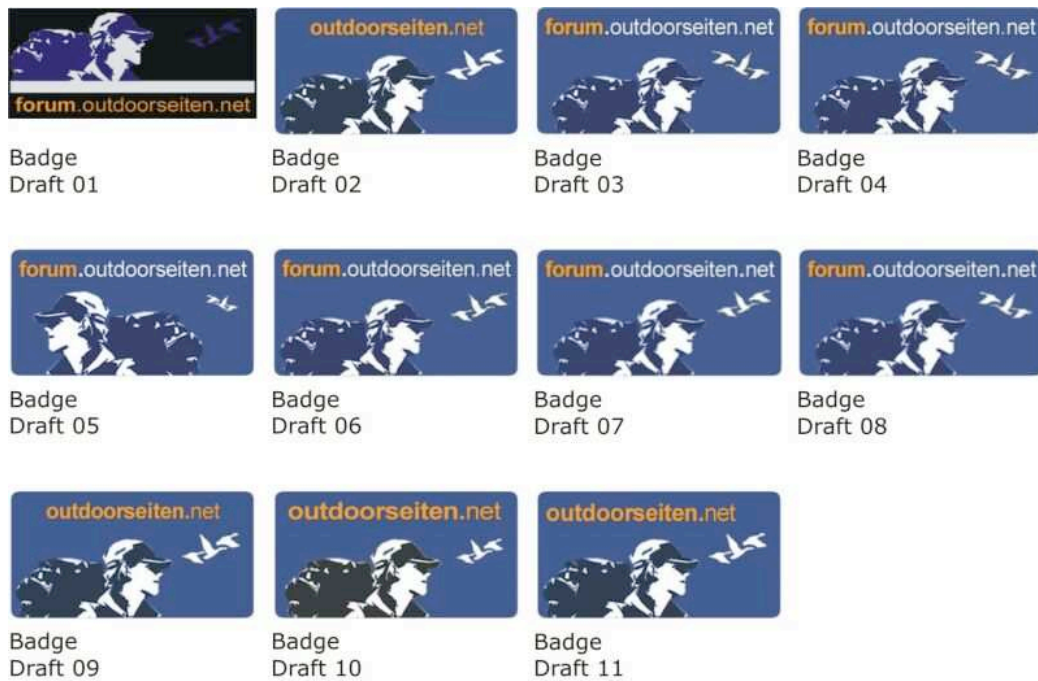 forum.outdoorseiten.net
Badge
Draft 01
outdoorseiten.net
Badge
Draft 02
forum.outdoorseiten.net
Badge
Draft 03
forum.outdoorseiten.net
Badge
Draft 04
forum.outdoorseiten.net
Badge
Draft 05
forum.outdoorseiten.net
Badge
Draft 06
forum.outdoorseiten.net
Badge
Draft 07
forum.outdoorseiten.net
Badge
Draft 08
outdoorseiten.net
Badge
Draft 09
outdoorseiten.net
Badge
Draft 10
outdoorseiten.net
Badge
Draft 11